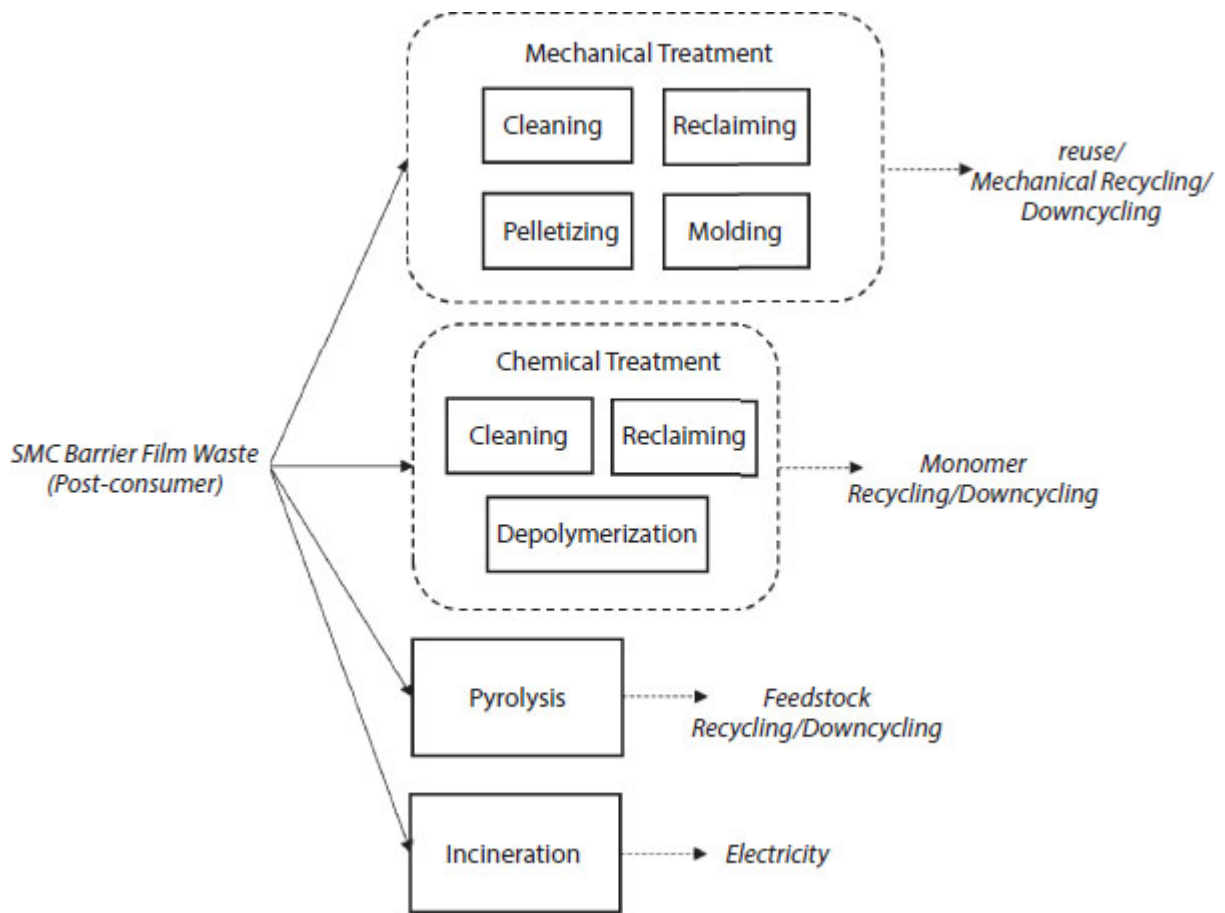 Mechanical Treatment
Cleaning
Reclaiming
Pelletizing
Molding
reuse/
Mechanical Recycling/
Downcycling
Chemical Treatment
Cleaning
Reclaiming
Depolymerization
SMC Barrier Film Waste
(Post-consumer)
Monomer
Recycling/Downcycling
Pyrolysis
Feedstock
Recycling/Downcycling
Incineration
Electricity